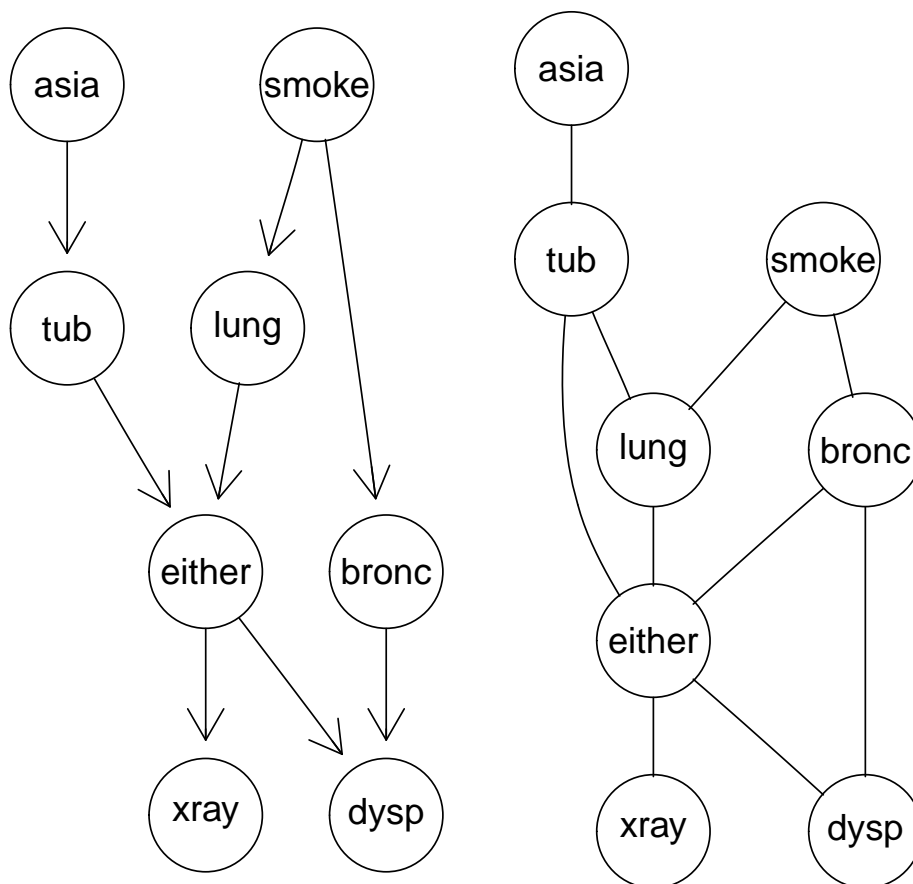 asia
smoke
tub
lung
either
bronc
xray
dysp
asia
tub
smoke
lung
bronc
either
xray
dysp